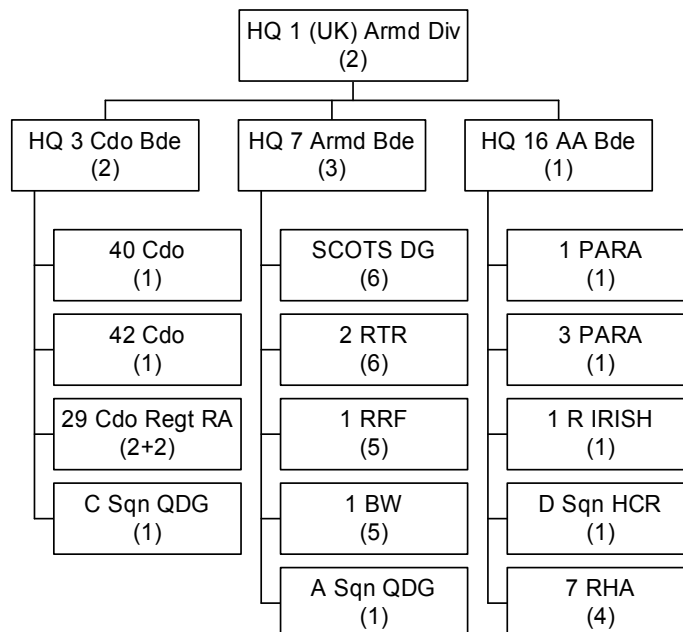 HQ 1 (UK) Armd Div
(2)
HQ 3 Cdo Bde
(2)
40 Cdo
(1)
42 Cdo
(1)
29 Cdo Regt RA
(2+2)
C Sqn QDG
(1)
HQ 7 Armd Bde
(3)
SCOTS DG
(6)
2 RTR
(6)
1 RRF
(5)
1 BW
(5)
A Sqn QDG
(1)
HQ 16 AA Bde
(1)
1 PARA
(1)
3 PARA
(1)
1 R IRISH
(1)
D Sqn HCR
(1)
7 RHA
(4)